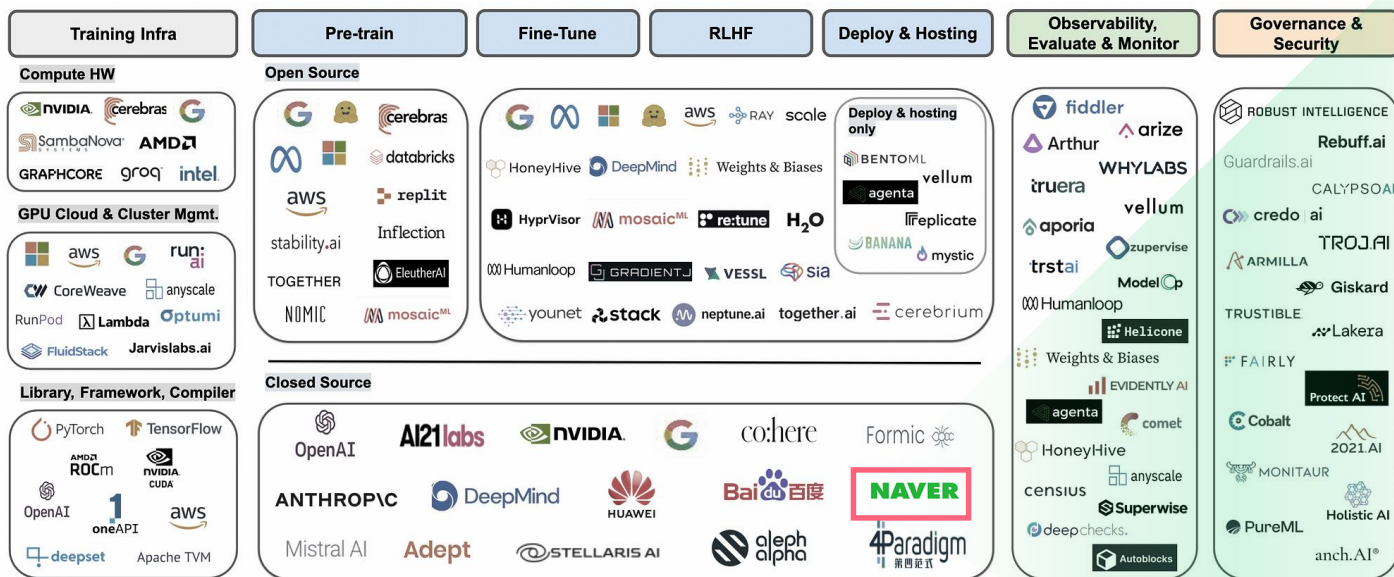 Training Infra
Pre-train
Fine-Tune
RLHF
Deploy & Hosting
Observability,
Evaluate & Monitor
Governance &
Security
Compute HW
NVIDIA.
cerebras
SambaNova
SYSTEMS
AMD
GRAPHCORE
groq
intel.
GPU Cloud & Cluster Mgmt.
aws
run:
ai
CoreWeave
anyscale
RunPod
Lambda
Optumi
FluidStack
Jarvislabs.ai
Library, Framework, Compiler
PyTorch
TensorFlow
AMD
ROCm
NVIDIA.
CUDA
OpenAI
oneAPI
aws
deepset
Apache TVM
Open Source
cerebras
databricks
aws
replit
stability.ai
Inflection
TOGETHER
EleutherAI
NOMIC
mosaicML
aws
RAY
scale
HoneyHive
DeepMind
Weights & Biases
HyprVisor
mosaicML
re:tune
H2O
Humanloop
GRADIENTJ
VESSL
Sia
younet
stack
neptune.ai
together.ai
cerebrium
Deploy & hosting
only
BENTOML
vellum
agenta
replicate
BANANA
mystic
Closed Source
OpenAI
AI21labs
NVIDIA.
co:here
Formic
ANTHROP\C
DeepMind
HUAWEI
Bai du 百度
NAVER
Mistral AI
Adept
STELLARIS AI
aleph
alpha
4Paradigm
第四范式
fiddler
arize
Arthur
WHYLABS
truera
vellum
aporia
zupervise
trstai
ModelOp
Humanloop
Helicone
Weights & Biases
EVIDENTLY AI
agenta
comet
HoneyHive
anyscale
censius
Superwise
deepchecks.
Autoblocks
ROBUST INTELLIGENCE
Rebuff.ai
Guardrails.ai
CALYPSOAI
credo ai
TROJ.AI
ARMILLA
Giskard
TRUSTIBLE
Lakera
FAIRLY
Protect AI
Cobalt
2021.AI
MONITAUR
Holistic AI
PureML
anch.AI®